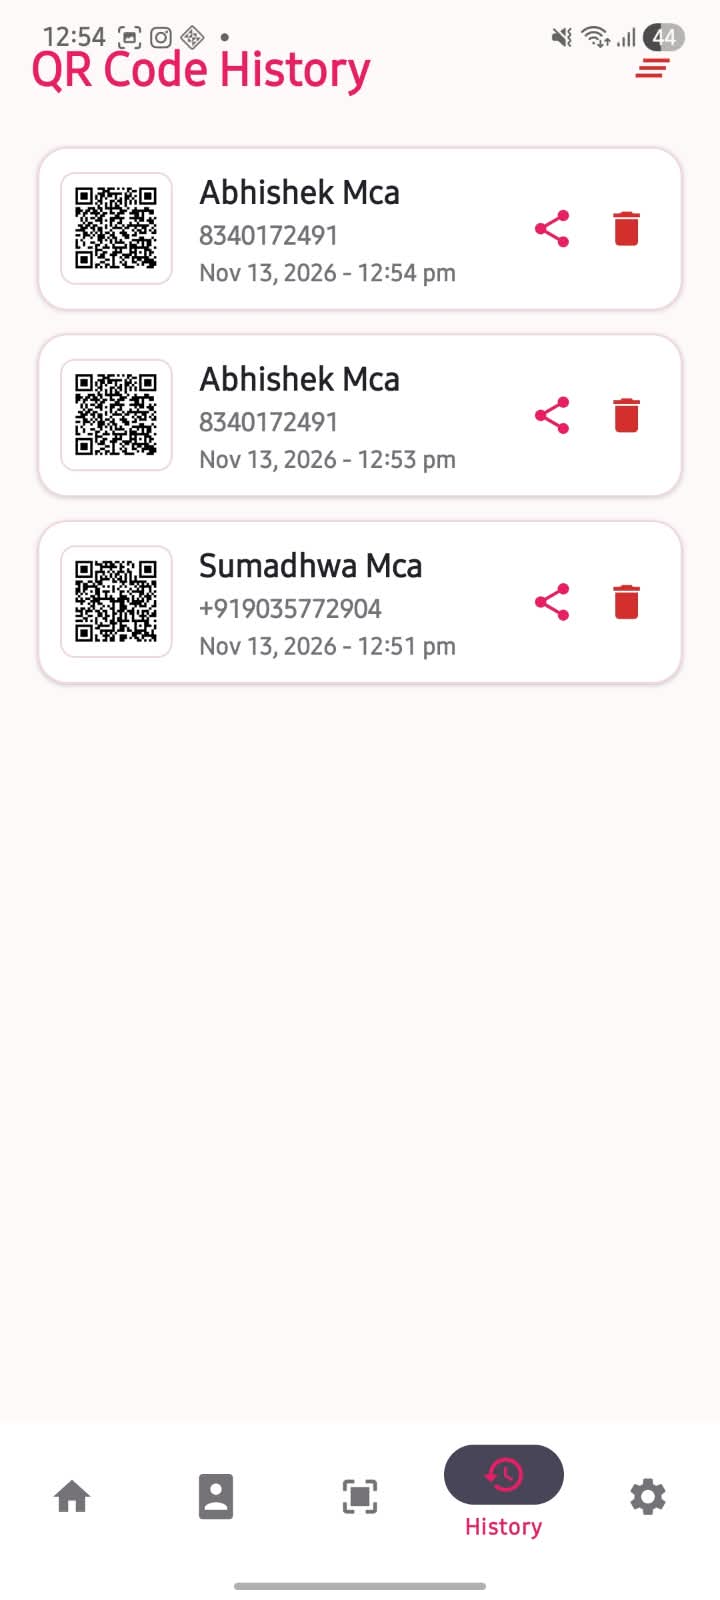 12:54
44
QR Code History
Abhishek Mca
8340172491
Nov 13, 2026 - 12:54 pm
Abhishek Mca
8340172491
Nov 13, 2026 - 12:53 pm
Sumadhwa Mca
+919035772904
Nov 13, 2026 - 12:51 pm
History